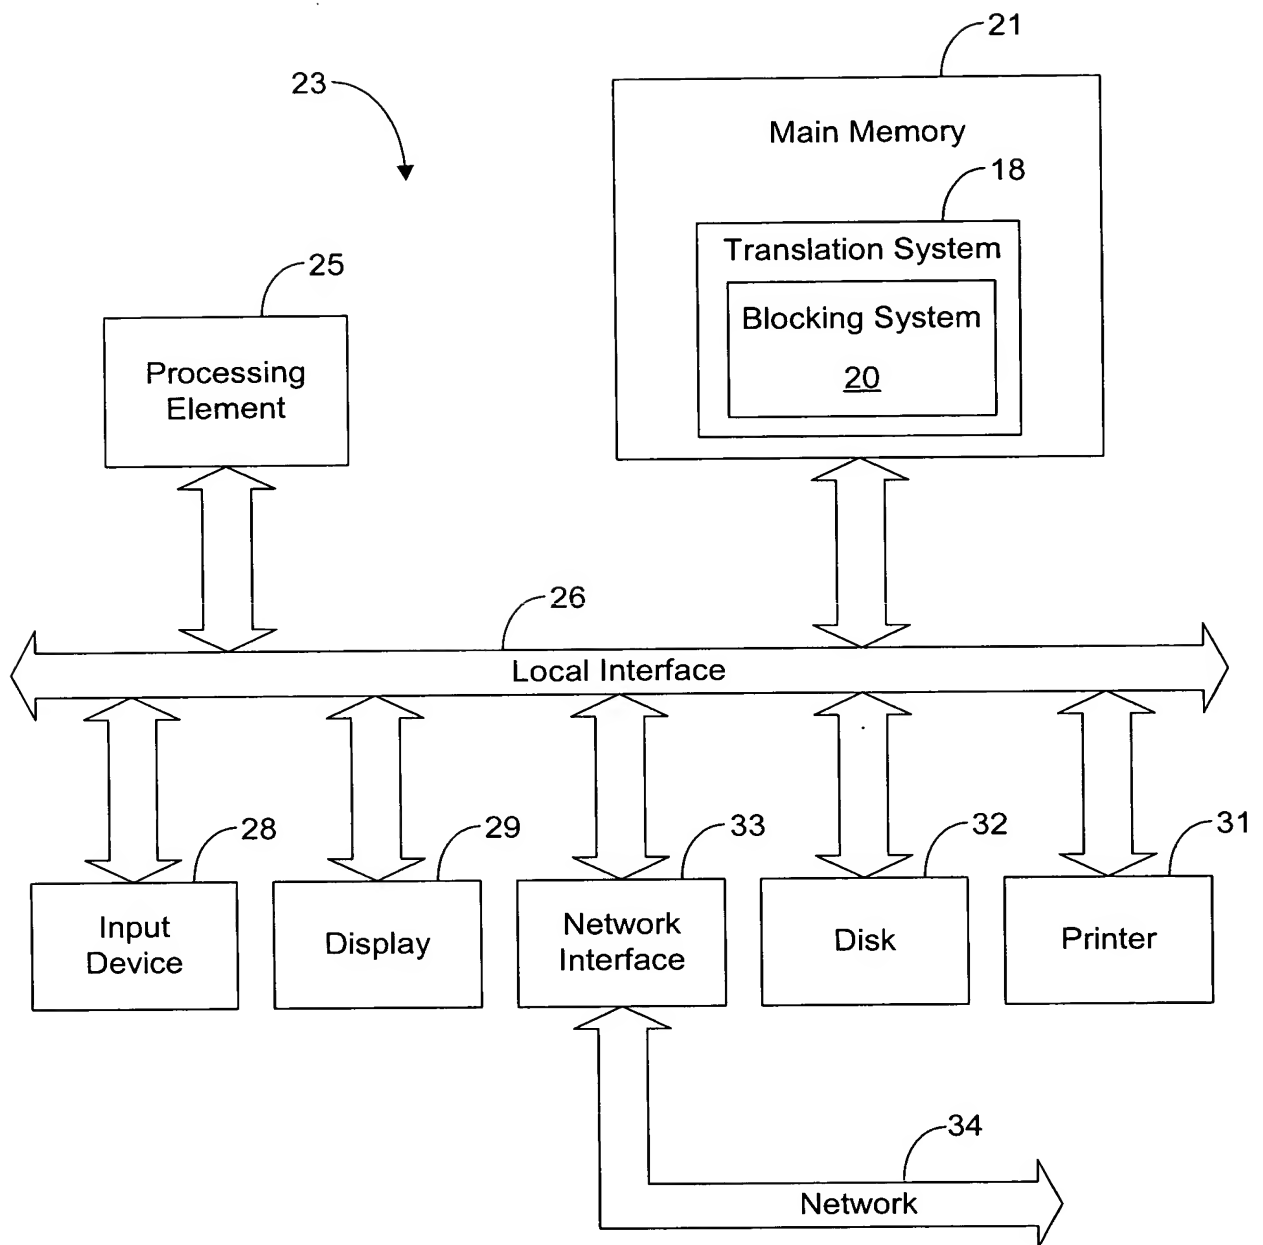 21
23
Main Memory
18
Translation System
25
Blocking System
20
Processing
Element
26
Local Interface
28
29
33
32
31
Input
Device
Display
Network
Interface
Disk
Printer
34
Network